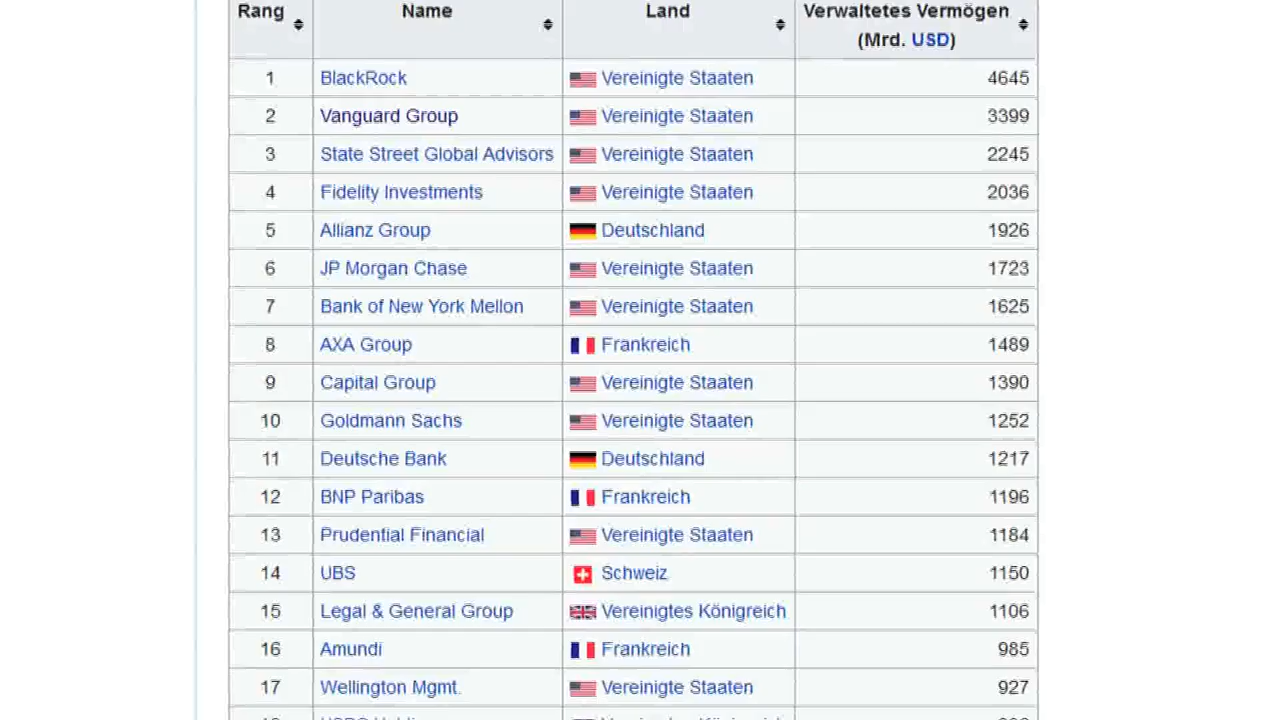 Rang Name Land Verwaltetes Vermögen
(Mrd. USD)
1 BlackRock Vereinigte Staaten 4645
2 Vanguard Group Vereinigte Staaten 3399
3 State Street Global Advisors Vereinigte Staaten 2245
4 Fidelity Investments Vereinigte Staaten 2036
5 Allianz Group Deutschland 1926
6 JP Morgan Chase Vereinigte Staaten 1723
7 Bank of New York Mellon Vereinigte Staaten 1625
8 AXA Group Frankreich 1489
9 Capital Group Vereinigte Staaten 1390
10 Goldmann Sachs Vereinigte Staaten 1252
11 Deutsche Bank Deutschland 1217
12 BNP Paribas Frankreich 1196
13 Prudential Financial Vereinigte Staaten 1184
14 UBS Schweiz 1150
15 Legal & General Group Vereinigtes Königreich 1106
16 Amundi Frankreich 985
17 Wellington Mgmt. Vereinigte Staaten 927